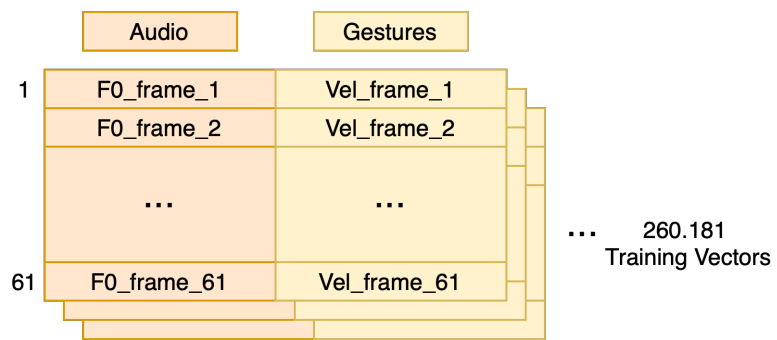 Audio Gestures
1 F0_frame_1 Vel_frame_1
F0_frame_2 Vel_frame_2
... ...
... 260.181
Training Vectors
61 F0_frame_61 Vel_frame_61